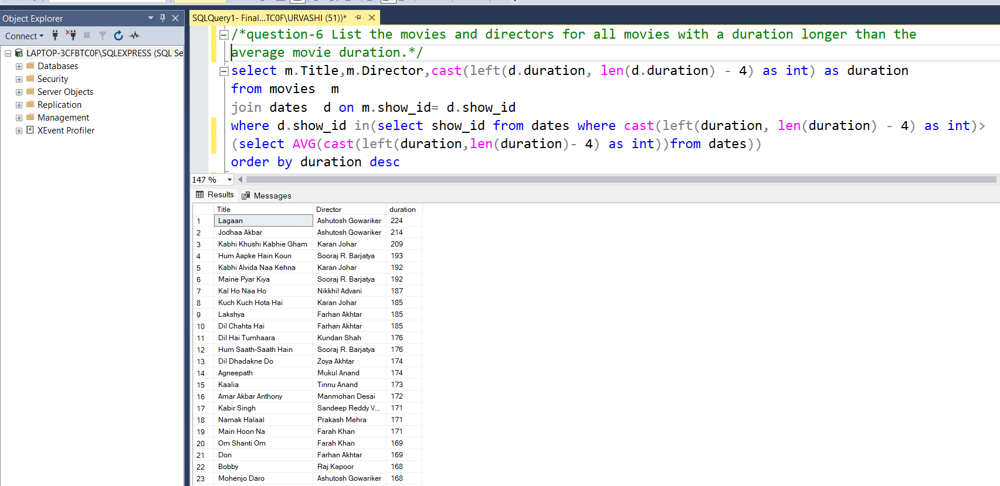 Object Explorer
Connect
LAPTOP-3CFBTC0F\SQLEXPRESS (SQL Se
Databases
Security
Server Objects
Replication
Management
XEvent Profiler
SQLQuery1- Final...TC0F\URVASHI (51))*
/*question-6 List the movies and directors for all movies with a duration longer than the
average movie duration.*/
select m.Title,m.Director,cast(left(d.duration, len(d.duration) - 4) as int) as duration
from movies  m
join dates  d on m.show_id= d.show_id
where d.show_id in(select show_id from dates where cast(left(duration, len(duration) - 4) as int)>
(select AVG(cast(left(duration,len(duration)- 4) as int))from dates))
order by duration desc
147 %
Results Messages
Title Director duration
1 Lagaan Ashutosh Gowariker 224
2 Jodhaa Akbar Ashutosh Gowariker 214
3 Kabhi Khushi Kabhie Gham Karan Johar 209
4 Hum Aapke Hain Koun Sooraj R. Barjatya 193
5 Kabhi Alvida Naa Kehna Karan Johar 192
6 Maine Pyar Kiya Sooraj R. Barjatya 192
7 Kal Ho Naa Ho Nikkhil Advani 187
8 Kuch Kuch Hota Hai Karan Johar 185
9 Lakshya Farhan Akhtar 185
10 Dil Chahta Hai Farhan Akhtar 185
11 Dil Hai Tumhaara Kundan Shah 176
12 Hum Saath-Saath Hain Sooraj R. Barjatya 176
13 Dil Dhadakne Do Zoya Akhtar 174
14 Agneepath Mukul Anand 174
15 Kaalia Tinnu Anand 173
16 Amar Akbar Anthony Manmohan Desai 172
17 Kabir Singh Sandeep Reddy V... 171
18 Namak Halaal Prakash Mehra 171
19 Main Hoon Na Farah Khan 171
20 Om Shanti Om Farah Khan 169
21 Don Farhan Akhtar 169
22 Bobby Raj Kapoor 168
23 Mohenjo Daro Ashutosh Gowariker 168